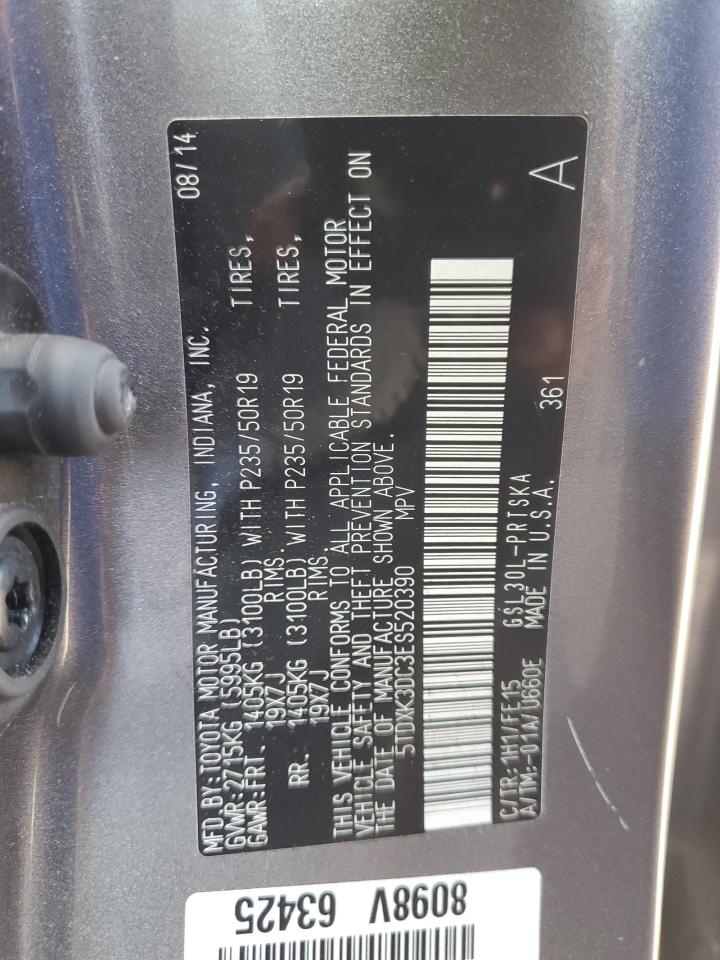 MFD BY:TOYOTA MOTOR MANUFACTURING, INDIANA, INC. 08/14
GVWR:2715KG (5995LB)
GAWR:FRT. 1405KG (3100LB) WITH P235/50R19 TIRES,
19X7J RIMS.
RR. 1405KG (3100LB) WITH P235/50R19 TIRES,
19X7J RIMS.
THIS VEHICLE CONFORMS TO ALL APPLICABLE FEDERAL MOTOR
VEHICLE SAFETY AND THEFT PREVENTION STANDARDS IN EFFECT ON
THE DATE OF MANUFACTURE SHOWN ABOVE.
5TDXK3DC3ES520390 MPV
C/TR:1H1/FE15 GSL30L-PRTSKA 361 A
A/TM:-01A/U660E MADE IN U.S.A.
8098V
63425